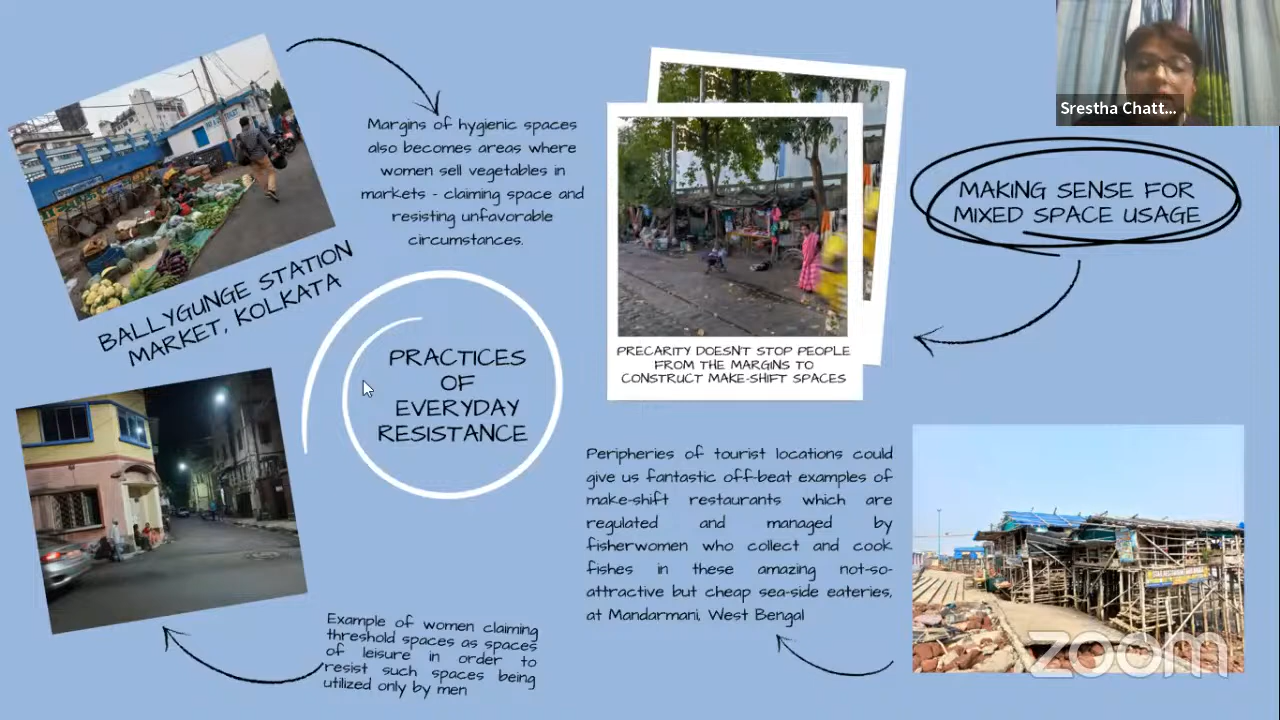 Margins of hygienic spaces
also becomes areas where
women sell vegetables in
markets - claiming space and
resisting unfavorable
circumstances.
BALLYGUNGE STATION
MARKET, KOLKATA
PRACTICES
OF
EVERYDAY
RESISTANCE
Example of women claiming
threshold spaces as spaces
of leisure in order to
resist such spaces being
utilized only by men
PRECARITY DOESN'T STOP PEOPLE
FROM THE MARGINS TO
CONSTRUCT MAKE-SHIFT SPACES
Srestha Chatt...
MAKING SENSE FOR
MIXED SPACE USAGE
Peripheries of tourist locations could
give us fantastic off-beat examples of
make-shift restaurants which are
regulated and managed by
fisherwomen who collect and cook
fishes in these amazing not-so-
attractive but cheap sea-side eateries,
at Mandarmani, West Bengal
zoom